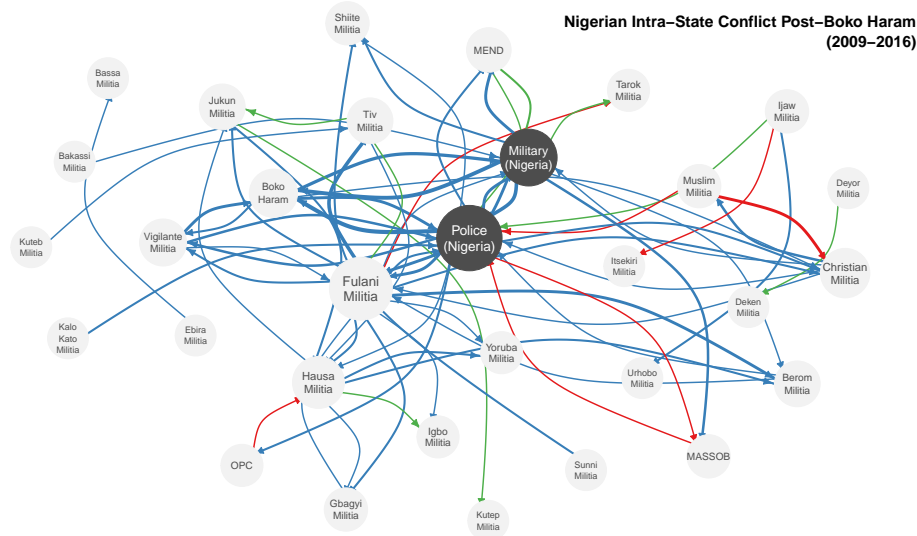 Nigerian Intra–State Conflict Post–Boko Haram
(2009–2016)
Shiite
Militia
MEND
Bassa
Militia
Tarok
Militia
Jukun
Militia
Tiv
Militia
Ijaw
Militia
Bakassi
Militia
Military
(Nigeria)
Boko
Haram
Muslim
Militia
Deyor
Militia
Kuteb
Militia
Vigilante
Militia
Police
(Nigeria)
Itsekiri
Militia
Christian
Militia
Fulani
Militia
Deken
Militia
Kalo
Kato
Militia
Ebira
Militia
Yoruba
Militia
Hausa
Militia
Urhobo
Militia
Berom
Militia
Igbo
Militia
OPC
MASSOB
Sunni
Militia
Gbagyi
Militia
Kutep
Militia